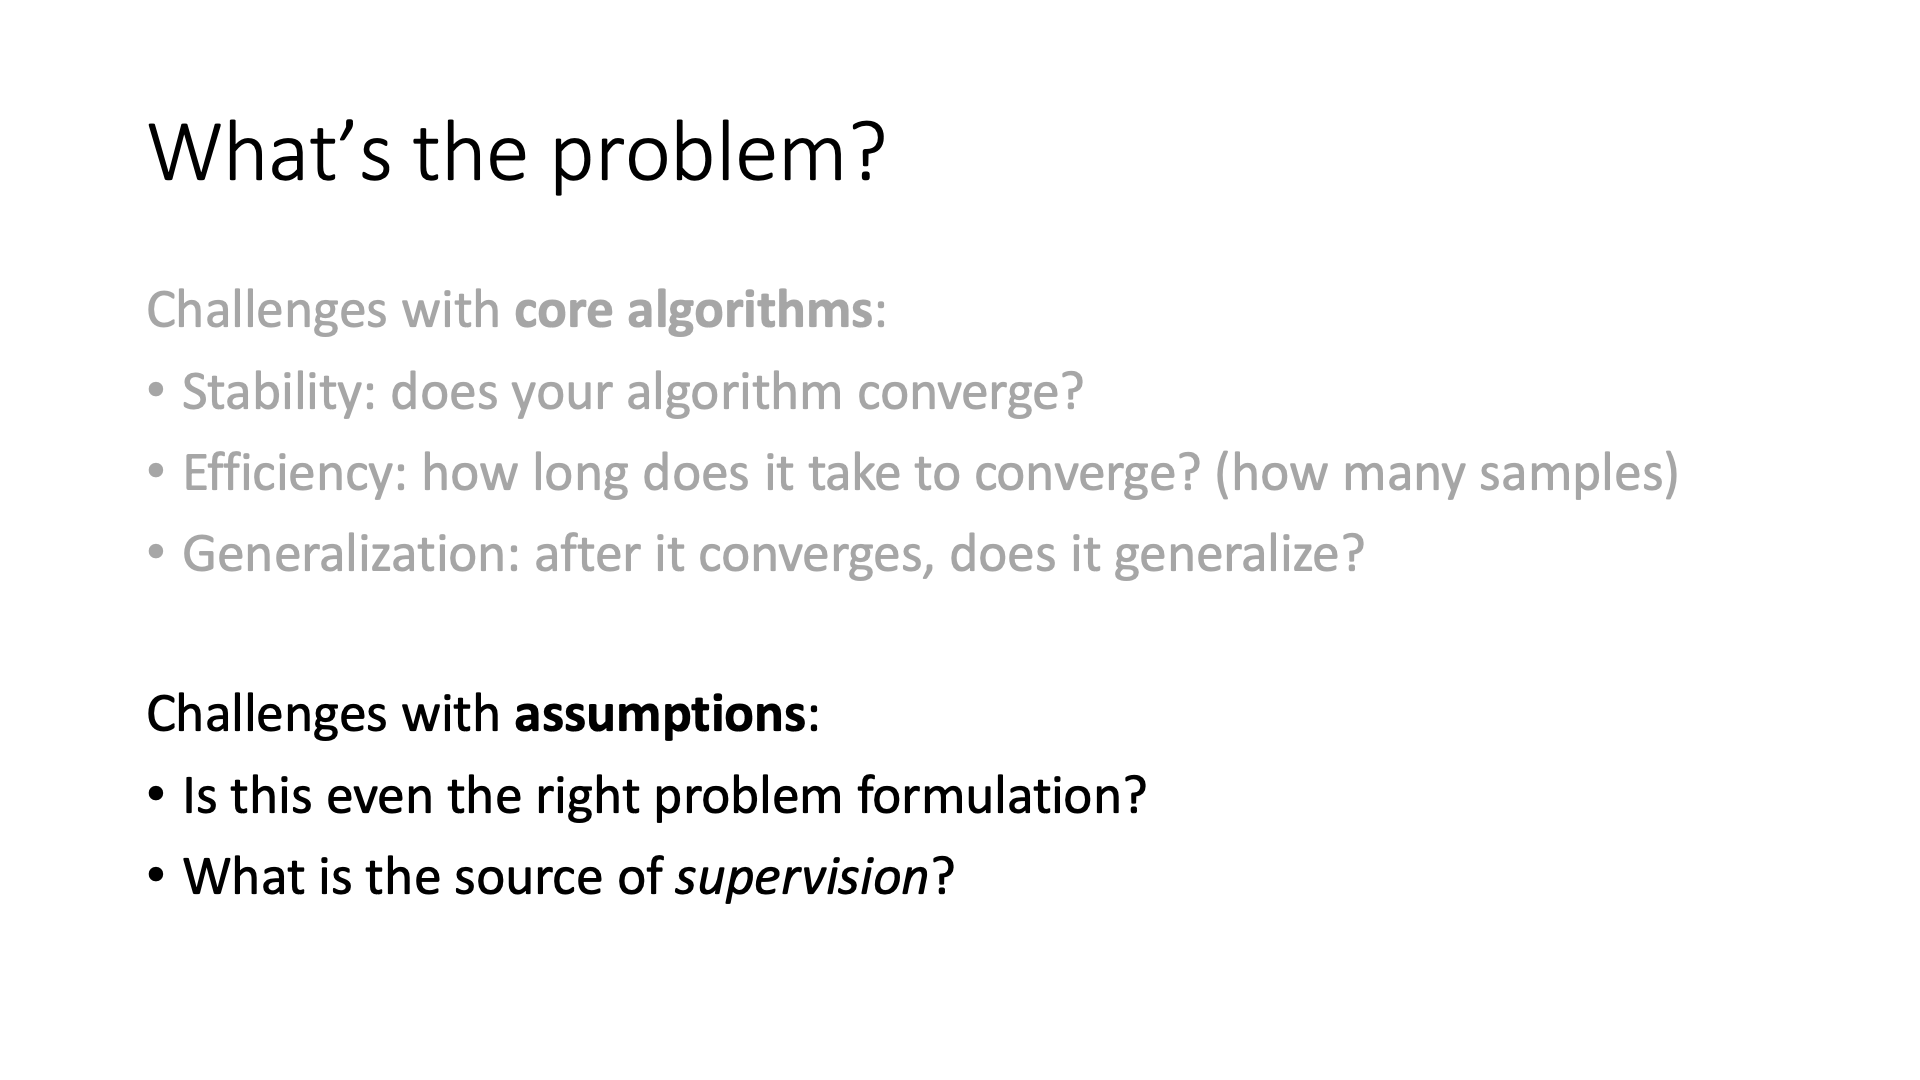 What’s the problem?
Challenges with core algorithms:
• Stability: does your algorithm converge?
• Efficiency: how long does it take to converge? (how many samples)
• Generalization: after it converges, does it generalize?
Challenges with assumptions:
• Is this even the right problem formulation?
• What is the source of supervision?